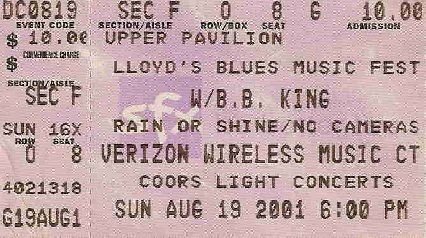 DC0819 SEC F O 8 G 10.00
EVENT CODE SECTION/AISLE ROW/BOX SEAT ADMISSION
$ 10.00 UPPER PAVILION
CONVENIENCE CHARGE
$ LLOYD'S BLUES MUSIC FEST
SECTION/AISLE
SEC F W/B.B. KING
sfx
SUN 16X RAIN OR SHINE/NO CAMERAS
ROW SEAT
O 8 VERIZON WIRELESS MUSIC CT
4021318 COORS LIGHT CONCERTS
G19AUG1 SUN AUG 19 2001 6:00 PM